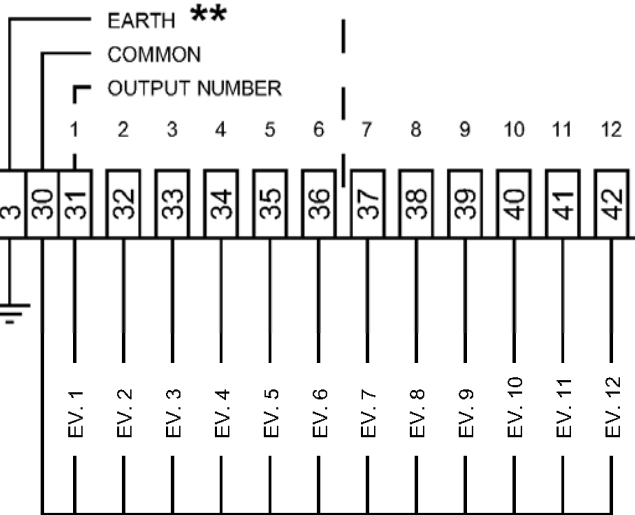 EARTH **
COMMON
OUTPUT NUMBER
1 2 3 4 5 6 7 8 9 10 11 12
3 30 31 32 33 34 35 36 37 38 39 40 41 42
EV. 1 EV. 2 EV. 3 EV. 4 EV. 5 EV. 6 EV. 7 EV. 8 EV. 9 EV. 10 EV. 11 EV. 12